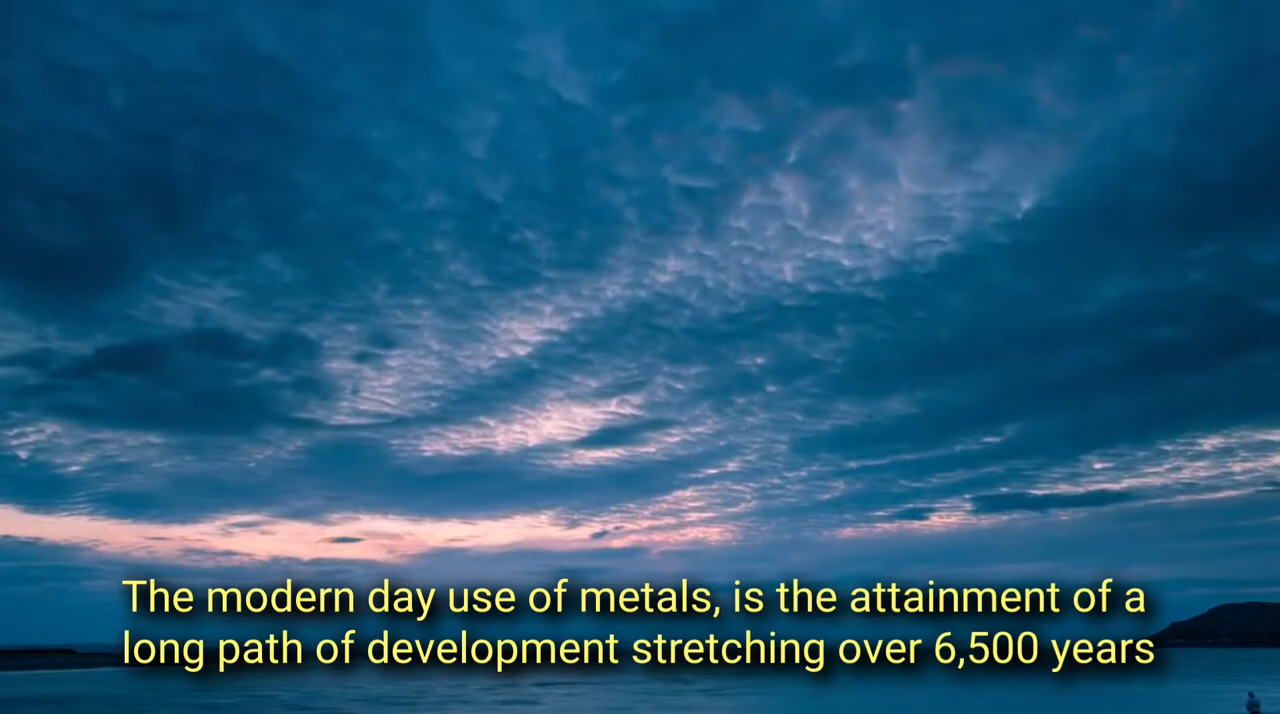 The modern day use of metals, is the attainment of a
long path of development stretching over 6,500 years